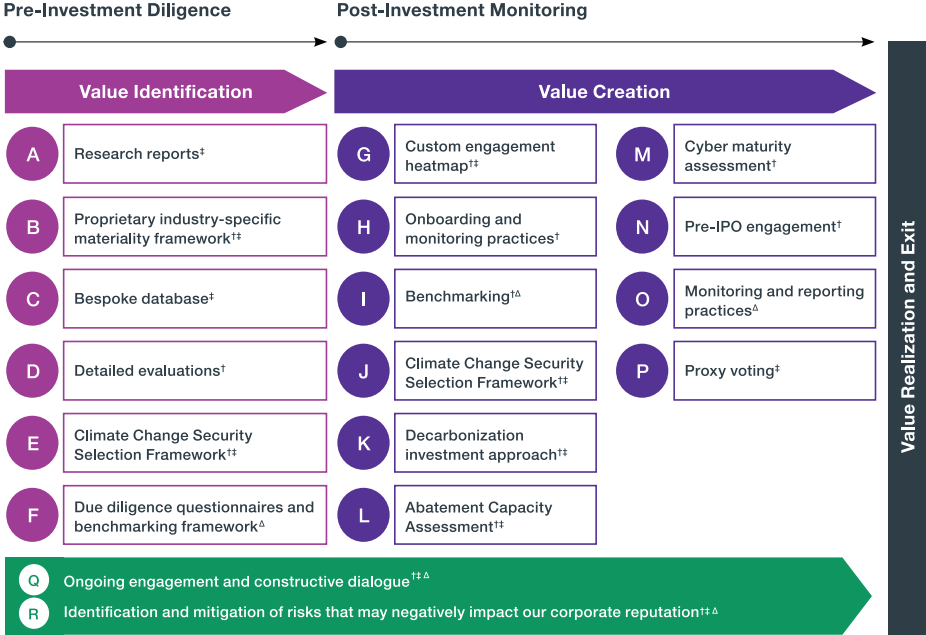 Pre-Investment Diligence
Post-Investment Monitoring
Value Identification
Value Creation
A
Research reports‡
B
Proprietary industry-specific
materiality framework†‡
C
Bespoke database‡
D
Detailed evaluations†
E
Climate Change Security
Selection Framework†‡
F
Due diligence questionnaires and
benchmarking framework∆
G
Custom engagement
heatmap†‡
H
Onboarding and
monitoring practices†
I
Benchmarking†∆
J
Climate Change Security
Selection Framework†‡
K
Decarbonization
investment approach†‡
L
Abatement Capacity
Assessment†‡
M
Cyber maturity
assessment†
N
Pre-IPO engagement†
O
Monitoring and reporting
practices∆
P
Proxy voting‡
Q
Ongoing engagement and constructive dialogue†‡ ∆
R
Identification and mitigation of risks that may negatively impact our corporate reputation†‡ ∆
Value Realization and Exit